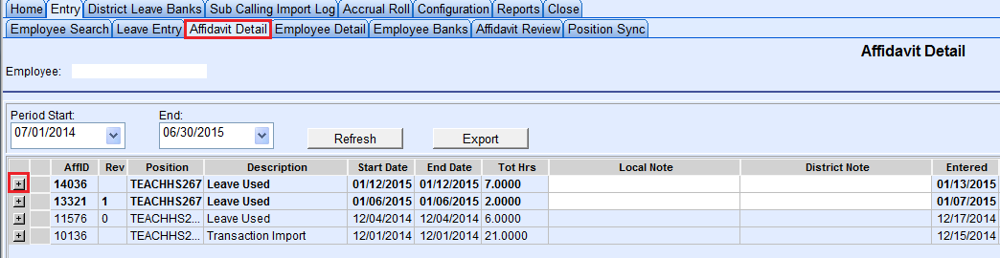 Home Entry District Leave Banks Sub Calling Import Log Accrual Roll Configuration Reports Close
Employee Search Leave Entry Affidavit Detail Employee Detail Employee Banks Affidavit Review Position Sync
Affidavit Detail
Employee:
Period Start: End:
07/01/2014 06/30/2015 Refresh Export
AffID Rev Position Description Start Date End Date Tot Hrs Local Note District Note Entered
+ 14036 TEACHHS267 Leave Used 01/12/2015 01/12/2015 7.0000 01/13/2015
+ 13321 1 TEACHHS267 Leave Used 01/06/2015 01/06/2015 2.0000 01/07/2015
+ 11576 0 TEACHHS2... Leave Used 12/04/2014 12/04/2014 6.0000 12/17/2014
+ 10136 TEACHHS2... Transaction Import 12/01/2014 12/01/2014 21.0000 12/15/2014